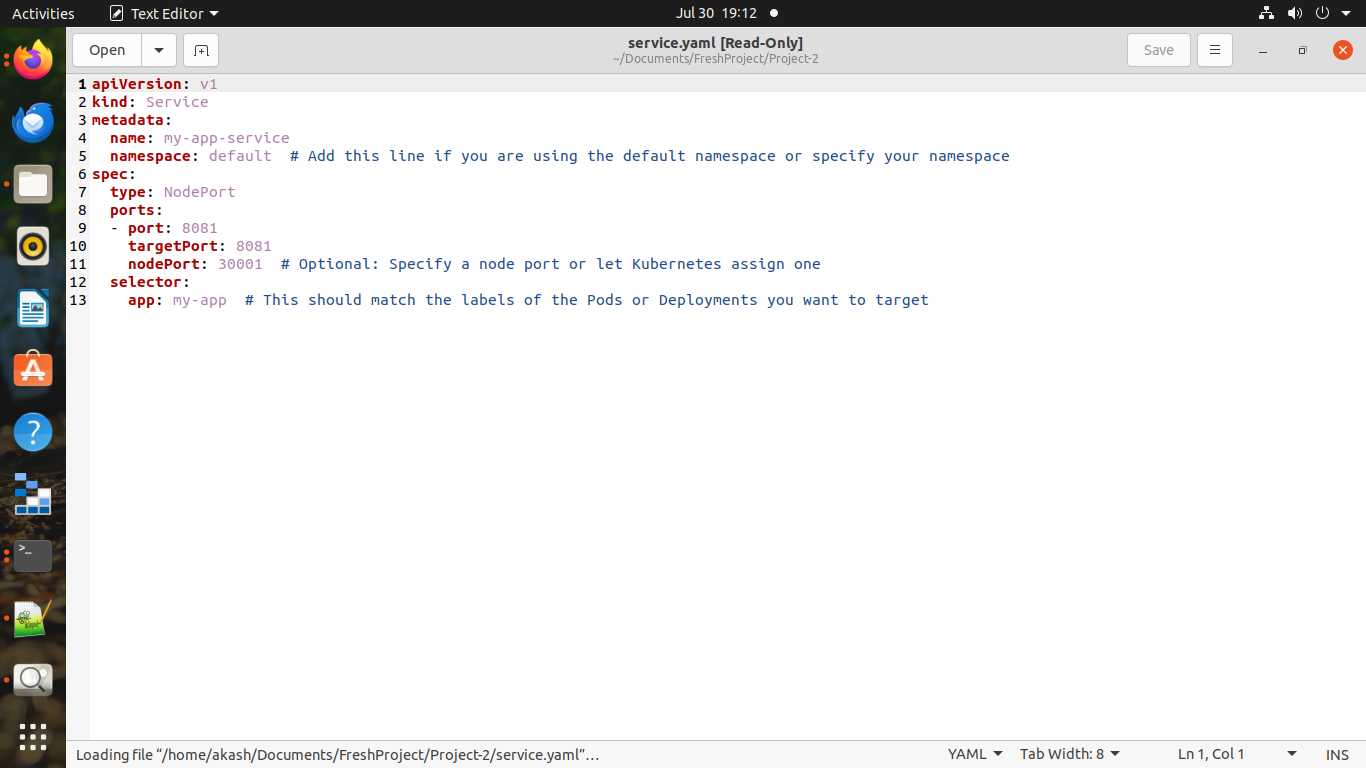 Activities Text Editor Jul 30 19:12
Open service.yaml [Read-Only] Save
~/Documents/FreshProject/Project-2
1 apiVersion: v1
2 kind: Service
3 metadata:
4   name: my-app-service
5   namespace: default  # Add this line if you are using the default namespace or specify your namespace
6 spec:
7   type: NodePort
8   ports:
9   - port: 8081
10     targetPort: 8081
11     nodePort: 30001  # Optional: Specify a node port or let Kubernetes assign one
12   selector:
13     app: my-app  # This should match the labels of the Pods or Deployments you want to target
Loading file “/home/akash/Documents/FreshProject/Project-2/service.yaml”… YAML Tab Width: 8 Ln 1, Col 1 INS